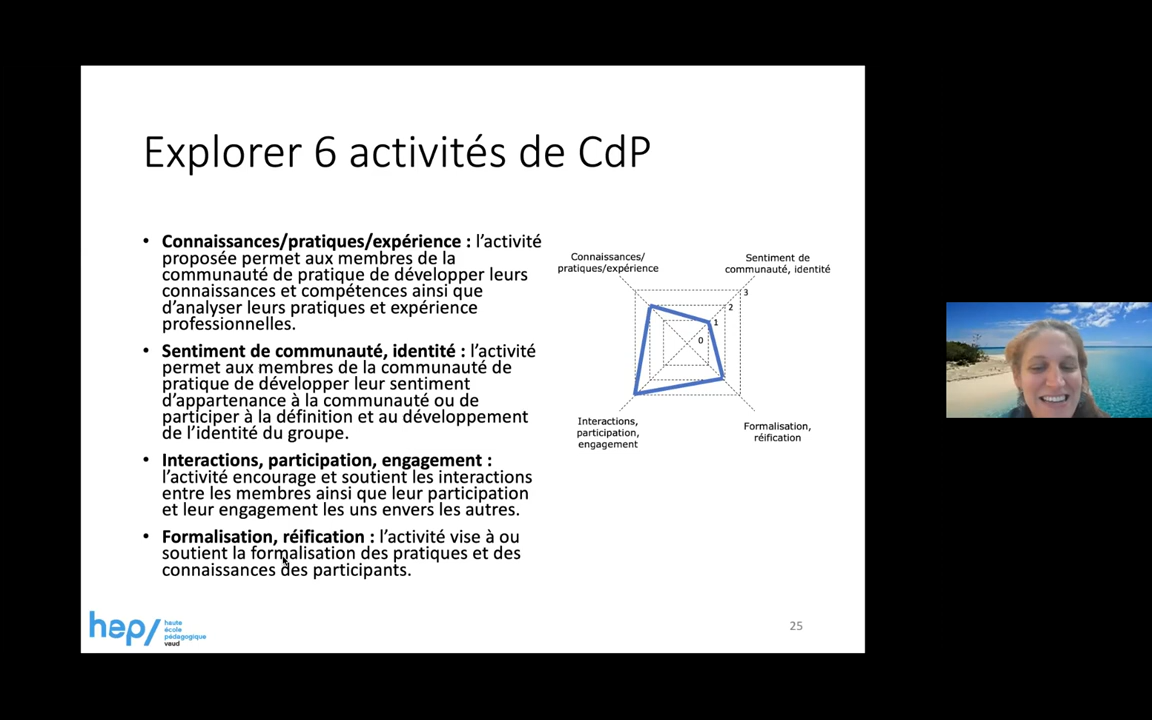 Explorer 6 activités de CdP
• Connaissances/pratiques/expérience : l'activité
proposée permet aux membres de la
communauté de pratique de développer leurs
connaissances et compétences ainsi que
d'analyser leurs pratiques et expérience
professionnelles.
• Sentiment de communauté, identité : l'activité
permet aux membres de la communauté de
pratique de développer leur sentiment
d'appartenance à la communauté ou de
participer à la définition et au développement
de l'identité du groupe.
• Interactions, participation, engagement :
l'activité encourage et soutient les interactions
entre les membres ainsi que leur participation
et leur engagement les uns envers les autres.
• Formalisation, réification : l'activité vise à ou
soutient la formalisation des pratiques et des
connaissances des participants.
Connaissances/
pratiques/expérience
Sentiment de
communauté, identité
3
2
1
0
Interactions,
participation,
engagement
Formalisation,
réification
hep/
haute
école
pédagogique
vaud
25